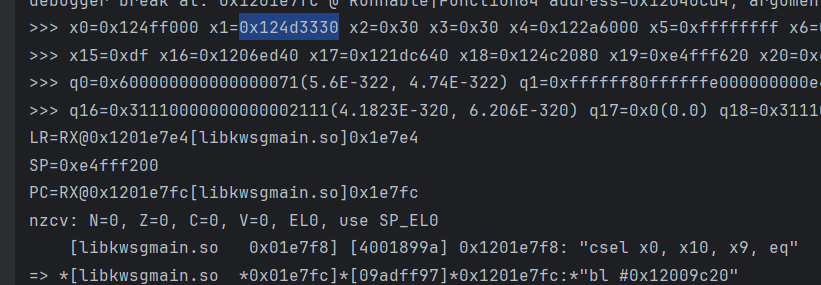 debugger break at: 0x1201e7fc @ Runnable|Function64 address=0x12040cd4,
>>> x0=0x124ff000 x1=0x124d3330 x2=0x30 x3=0x30 x4=0x122a6000 x5=0xffffffff x6=
>>> x15=0xdf x16=0x1206ed40 x17=0x121dc640 x18=0x124c2080 x19=0xe4fff620 x20=
>>> q0=0x6000000000000000071(5.6E-322, 4.74E-322) q1=0xffffff80ffffffe000000000e
>>> q16=0x31110000000000002111(4.1823E-320, 6.206E-320) q17=0x0(0.0) q18=0x31110
LR=RX@0x1201e7e4[libkwsgmain.so]0x1e7e4
SP=0xe4fff200
PC=RX@0x1201e7fc[libkwsgmain.so]0x1e7fc
nzcv: N=0, Z=0, C=0, V=0, EL0, use SP_EL0
[libkwsgmain.so 0x01e7f8] [4001899a] 0x1201e7f8: "csel x0, x10, x9, eq"
=> *[libkwsgmain.so *0x01e7fc]*[09adff97]*0x1201e7fc:*"bl #0x12009c20"